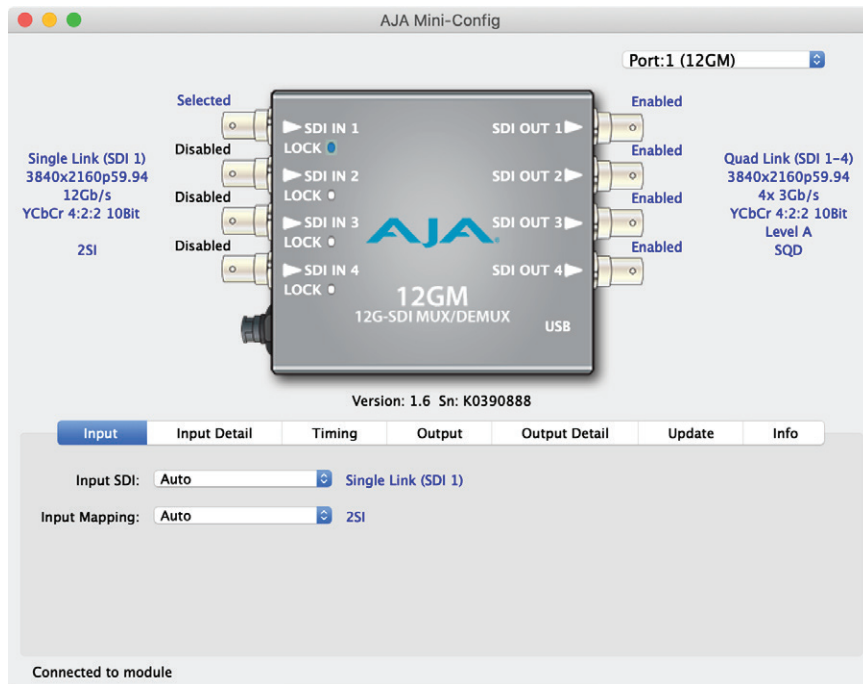 AJA Mini-Config
Port:1 (12GM)
Selected
Disabled
Disabled
Disabled
Single Link (SDI 1)
3840x2160p59.94
12Gb/s
YCbCr 4:2:2 10Bit
2SI
SDI IN 1
LOCK
SDI IN 2
LOCK
SDI IN 3
LOCK
SDI IN 4
LOCK
SDI OUT 1
SDI OUT 2
SDI OUT 3
SDI OUT 4
AJA
12GM
12G-SDI MUX/DEMUX
USB
Enabled
Enabled
Enabled
Enabled
Quad Link (SDI 1-4)
3840x2160p59.94
4x 3Gb/s
YCbCr 4:2:2 10Bit
Level A
SQD
Version: 1.6 Sn: K0390888
Input
Input Detail
Timing
Output
Output Detail
Update
Info
Input SDI: Auto Single Link (SDI 1)
Input Mapping: Auto 2SI
Connected to module